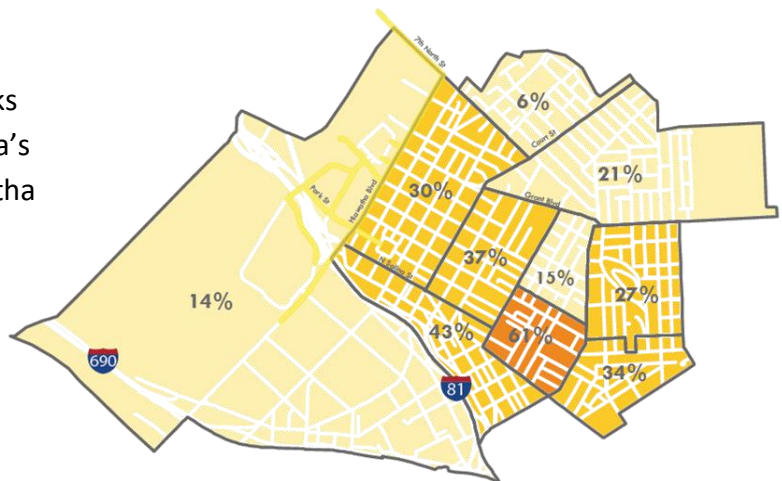 ks
a’s
tha
7th North St
6%
Court St
21%
30%
Grant Blvd
Park St
Hiawatha Blvd
37%
N Salina St
15%
27%
14%
43%
61%
34%
690
81